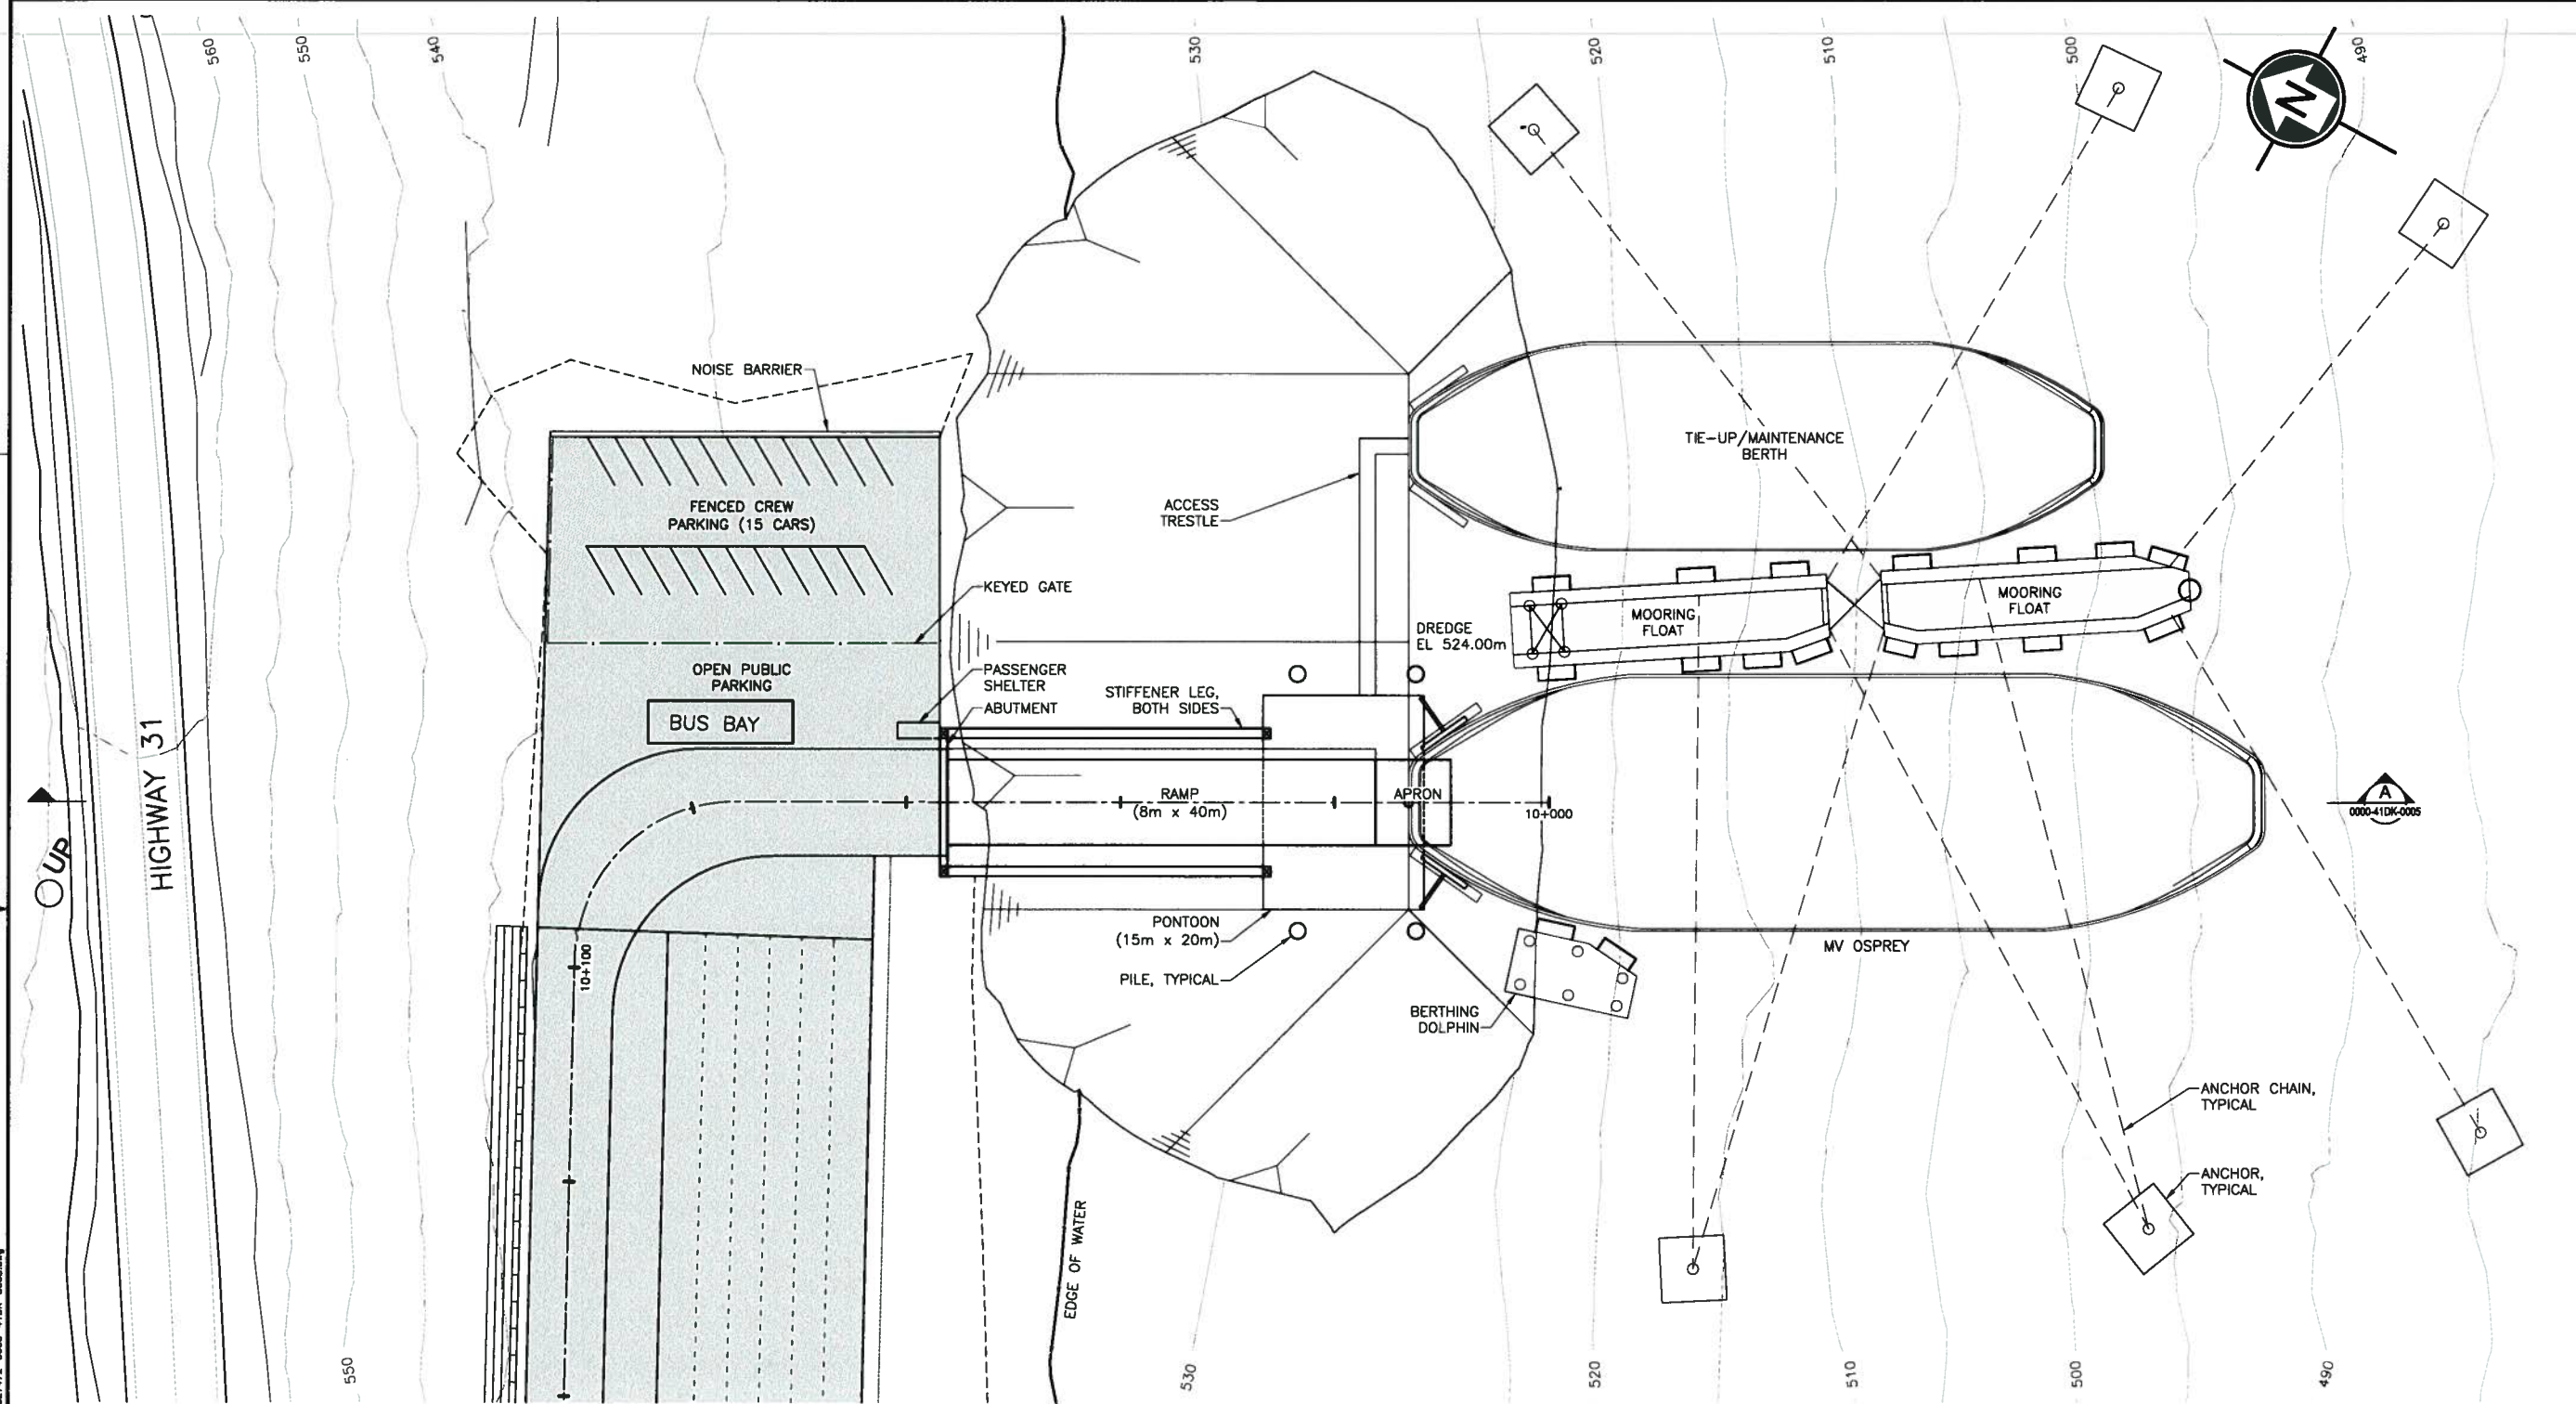 560
550
540
530
520
510
500
490
N
NOISE BARRIER
FENCED CREW
PARKING (15 CARS)
ACCESS
TRESTLE
TIE-UP/MAINTENANCE
BERTH
KEYED GATE
MOORING
FLOAT
MOORING
FLOAT
DREDGE
EL 524.00m
OPEN PUBLIC
PARKING
BUS BAY
PASSENGER
SHELTER
ABUTMENT
STIFFENER LEG,
BOTH SIDES
HIGHWAY 31
UP
RAMP
(8m x 40m)
APRON
10+000
A
0000-41DK-0005
PONTOON
(15m x 20m)
PILE, TYPICAL
MV OSPREY
10+100
BERTHING
DOLPHIN
ANCHOR CHAIN,
TYPICAL
ANCHOR,
TYPICAL
EDGE OF WATER
550
530
520
510
500
490